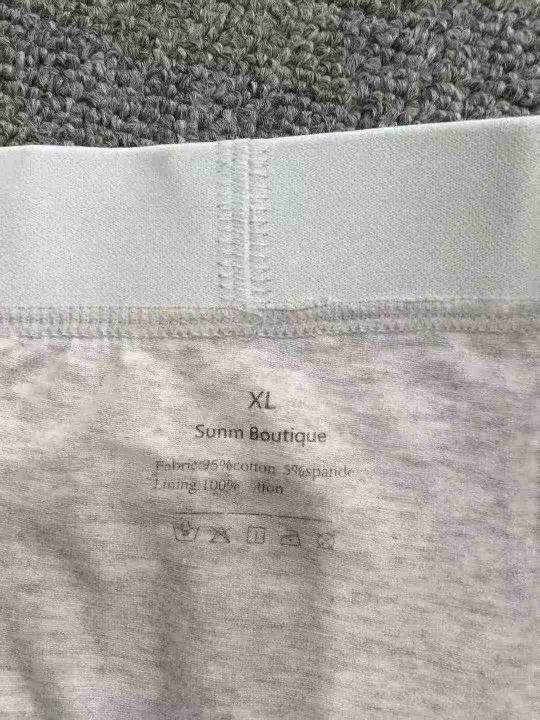 XL
Sunm Boutique
Fabric:95%cotton 5%spande
Lining:100%